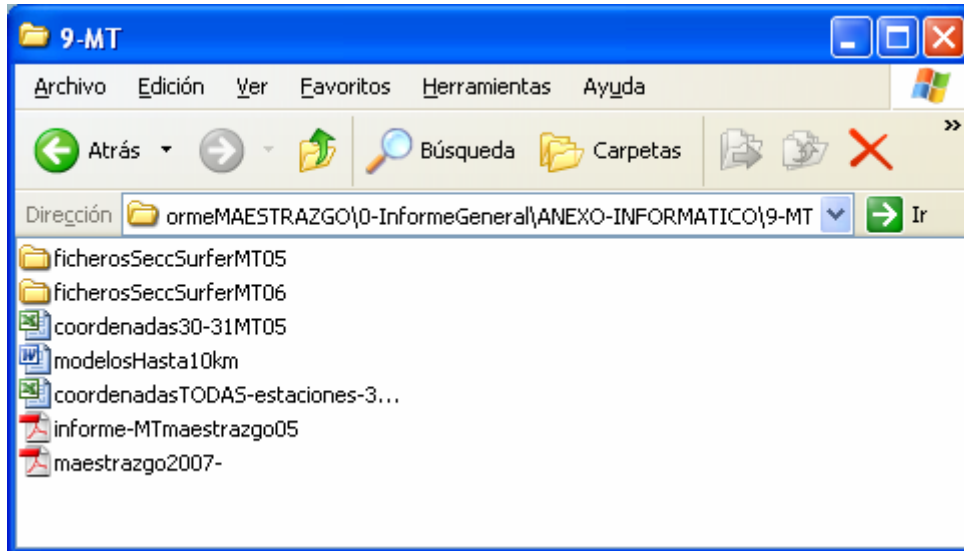 9-MT
Archivo Edición Ver Favoritos Herramientas Ayuda
Atrás Búsqueda Carpetas »
Dirección ormeMAESTRAZGO\0-InformeGeneral\ANEXO-INFORMATICO\9-MT Ir
ficherosSeccSurferMT05
ficherosSeccSurferMT06
coordenadas30-31MT05
modelosHasta10km
coordenadasTODAS-estaciones-3...
informe-MTmaestrazgo05
maestrazgo2007-